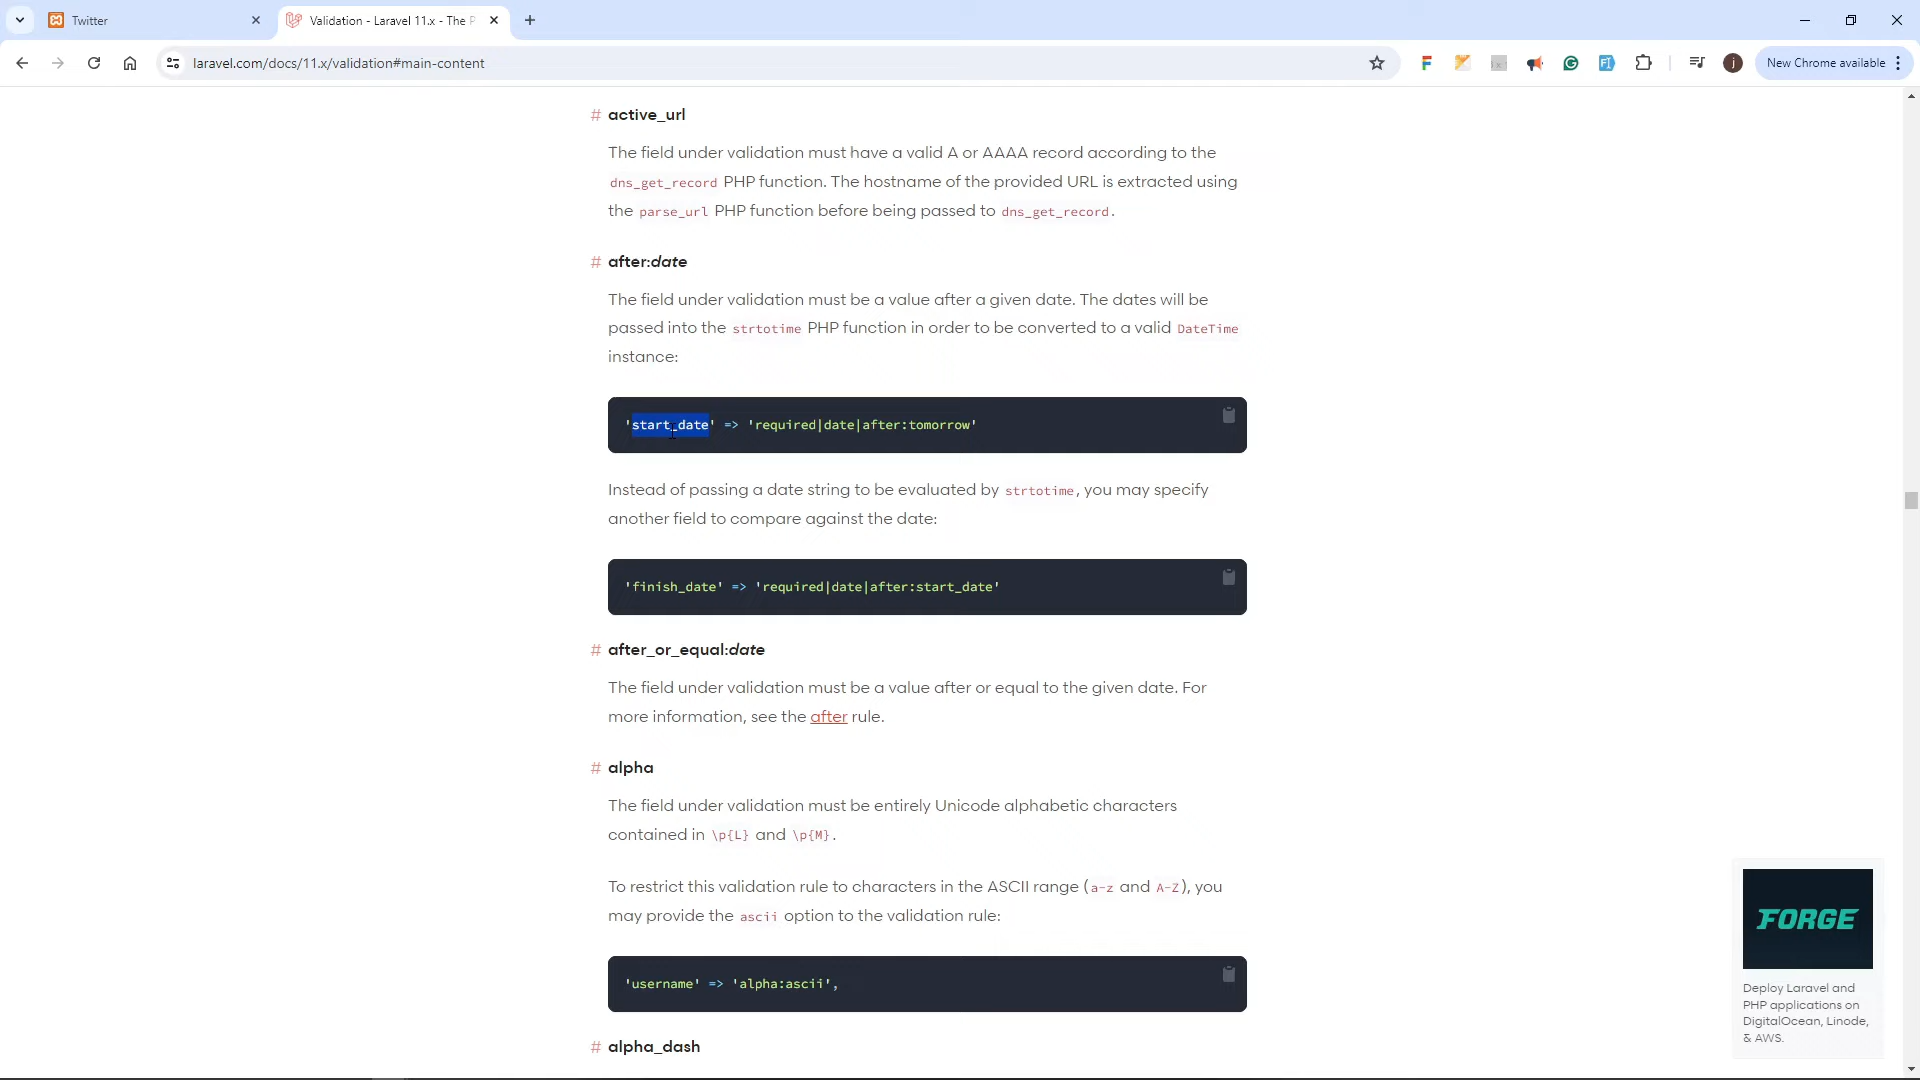 Twitter
Validation - Laravel 11.x - The P
laravel.com/docs/11.x/validation#main-content
j
New Chrome available
# active_url
The field under validation must have a valid A or AAAA record according to the
dns_get_record PHP function. The hostname of the provided URL is extracted using
the parse_url PHP function before being passed to dns_get_record.
# after:date
The field under validation must be a value after a given date. The dates will be
passed into the strtotime PHP function in order to be converted to a valid DateTime
instance:
'start_date' => 'required|date|after:tomorrow'
Instead of passing a date string to be evaluated by strtotime, you may specify
another field to compare against the date:
'finish_date' => 'required|date|after:start_date'
# after_or_equal:date
The field under validation must be a value after or equal to the given date. For
more information, see the after rule.
# alpha
The field under validation must be entirely Unicode alphabetic characters
contained in \p{L} and \p{M}.
To restrict this validation rule to characters in the ASCII range (a-z and A-Z), you
may provide the ascii option to the validation rule:
'username' => 'alpha:ascii',
# alpha_dash
FORGE
Deploy Laravel and
PHP applications on
DigitalOcean, Linode,
& AWS.